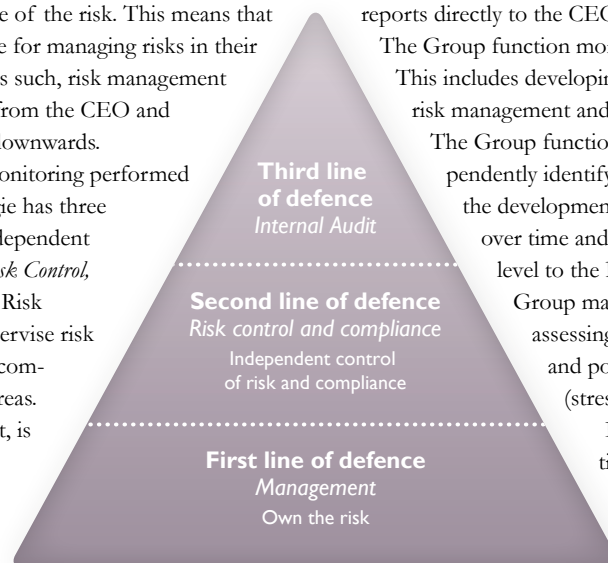 e of the risk. This means that
e for managing risks in their
s such, risk management
from the CEO and
ownwards.
onitoring performed
gie has three
dependent
sk Control,
Risk
ervise risk
com-
reas.
t, is
Third line
of defence
Internal Audit
Second line of defence
Risk control and compliance
Independent control
of risk and compliance
First line of defence
Management
Own the risk
reports directly to the CEO
The Group function mo
This includes developin
risk management and
The Group functio
pendently identify
the developmen
over time and
level to the
Group ma
assessing
and po
(stres
ti